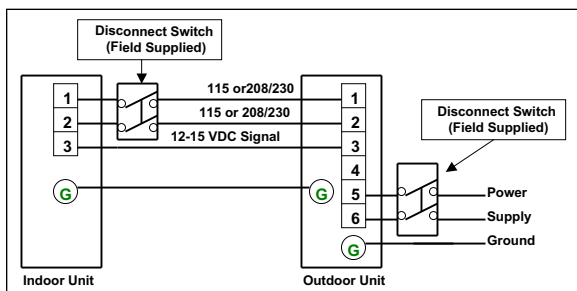 Disconnect Switch
(Field Supplied)
1
2
3
G
Indoor Unit
115 or208/230
115 or 208/230
12-15 VDC Signal
1
2
3
4
5
6
G
G
Outdoor Unit
Disconnect Switch
(Field Supplied)
Power
Supply
Ground